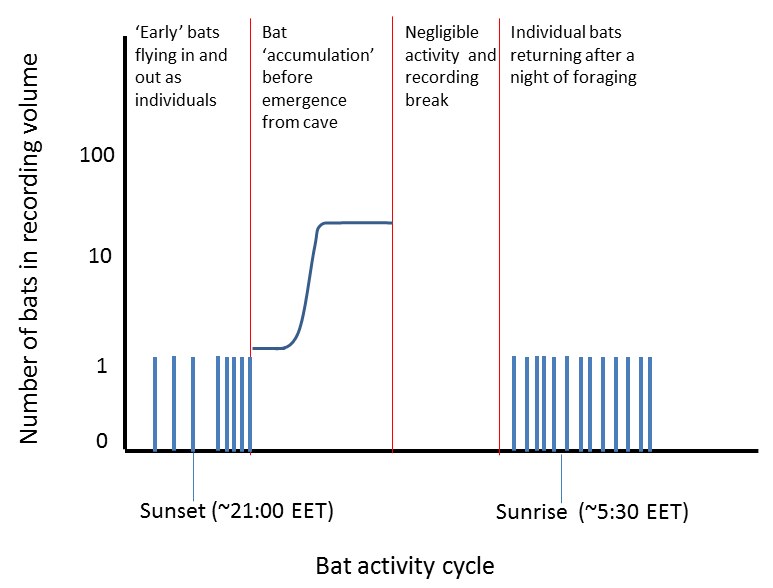 ‘Early’ bats
flying in and
out as
individuals
Bat
‘accumulation’
before
emergence
from cave
Negligible
activity and
recording
break
Individual bats
returning after a
night of foraging
Number of bats in recording volume
100
10
1
0
Sunset (~21:00 EET)
Sunrise (~5:30 EET)
Bat activity cycle